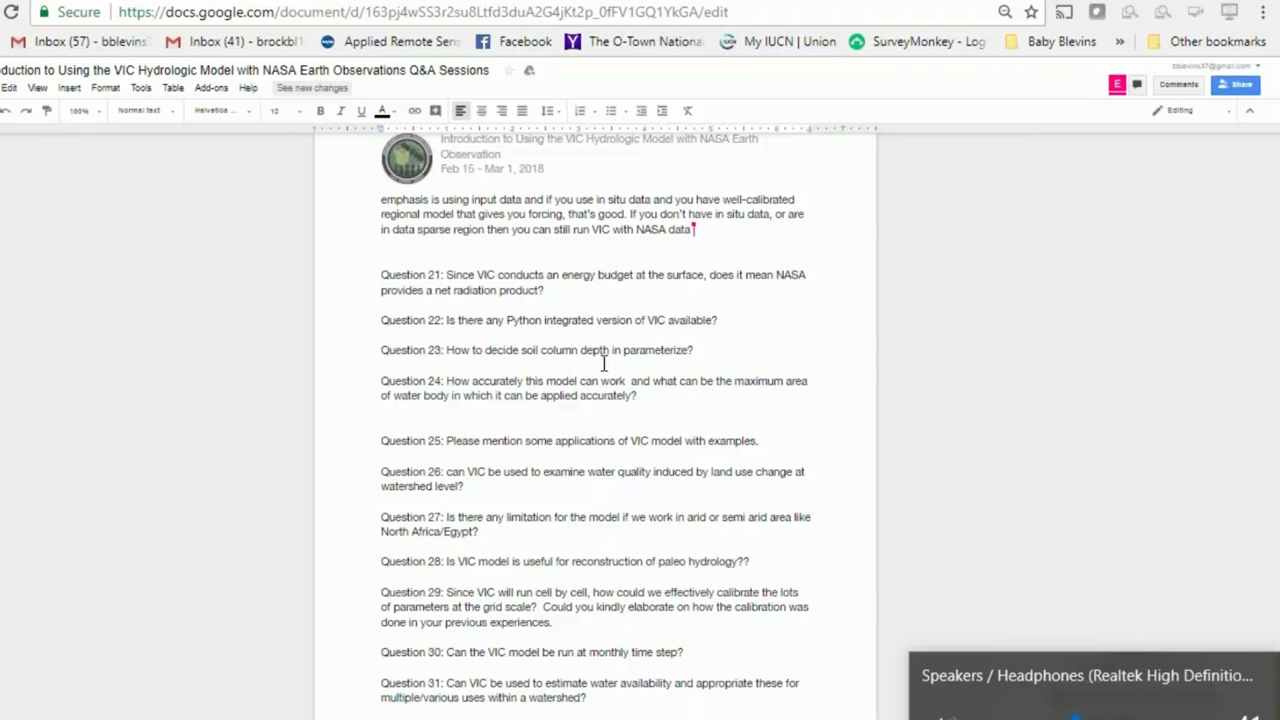 Secure https://docs.google.com/document/d/163pj4wSS3r2su8Ltfd3duA2G4jKt2p_0fFV1GQ1YkGA/edit
Inbox (57) - bblevins Inbox (41) - brockbl Applied Remote Sen Facebook The O-Town National My IUCN | Union SurveyMonkey - Log Baby Blevins » Other bookmarks
oduction to Using the VIC Hydrologic Model with NASA Earth Observations Q&A Sessions
bblevins37@gmail.com
Edit View Insert Format Tools Table Add-ons Help See new changes
E Comments Share
100% Normal text Helvetica ... 12 B I U A Editing
Introduction to Using the VIC Hydrologic Model with NASA Earth
Observation
Feb 15 - Mar 1, 2018
emphasis is using input data and if you use in situ data and you have well-calibrated
regional model that gives you forcing, that's good. If you don't have in situ data, or are
in data sparse region then you can still run VIC with NASA data
Question 21: Since VIC conducts an energy budget at the surface, does it mean NASA
provides a net radiation product?
Question 22: Is there any Python integrated version of VIC available?
Question 23: How to decide soil column depth in parameterize?
Question 24: How accurately this model can work and what can be the maximum area
of water body in which it can be applied accurately?
Question 25: Please mention some applications of VIC model with examples.
Question 26: can VIC be used to examine water quality induced by land use change at
watershed level?
Question 27: Is there any limitation for the model if we work in arid or semi arid area like
North Africa/Egypt?
Question 28: Is VIC model is useful for reconstruction of paleo hydrology??
Question 29: Since VIC will run cell by cell, how could we effectively calibrate the lots
of parameters at the grid scale? Could you kindly elaborate on how the calibration was
done in your previous experiences.
Question 30: Can the VIC model be run at monthly time step?
Question 31: Can VIC be used to estimate water availability and appropriate these for
multiple/various uses within a watershed?
Speakers / Headphones (Realtek High Definitio...